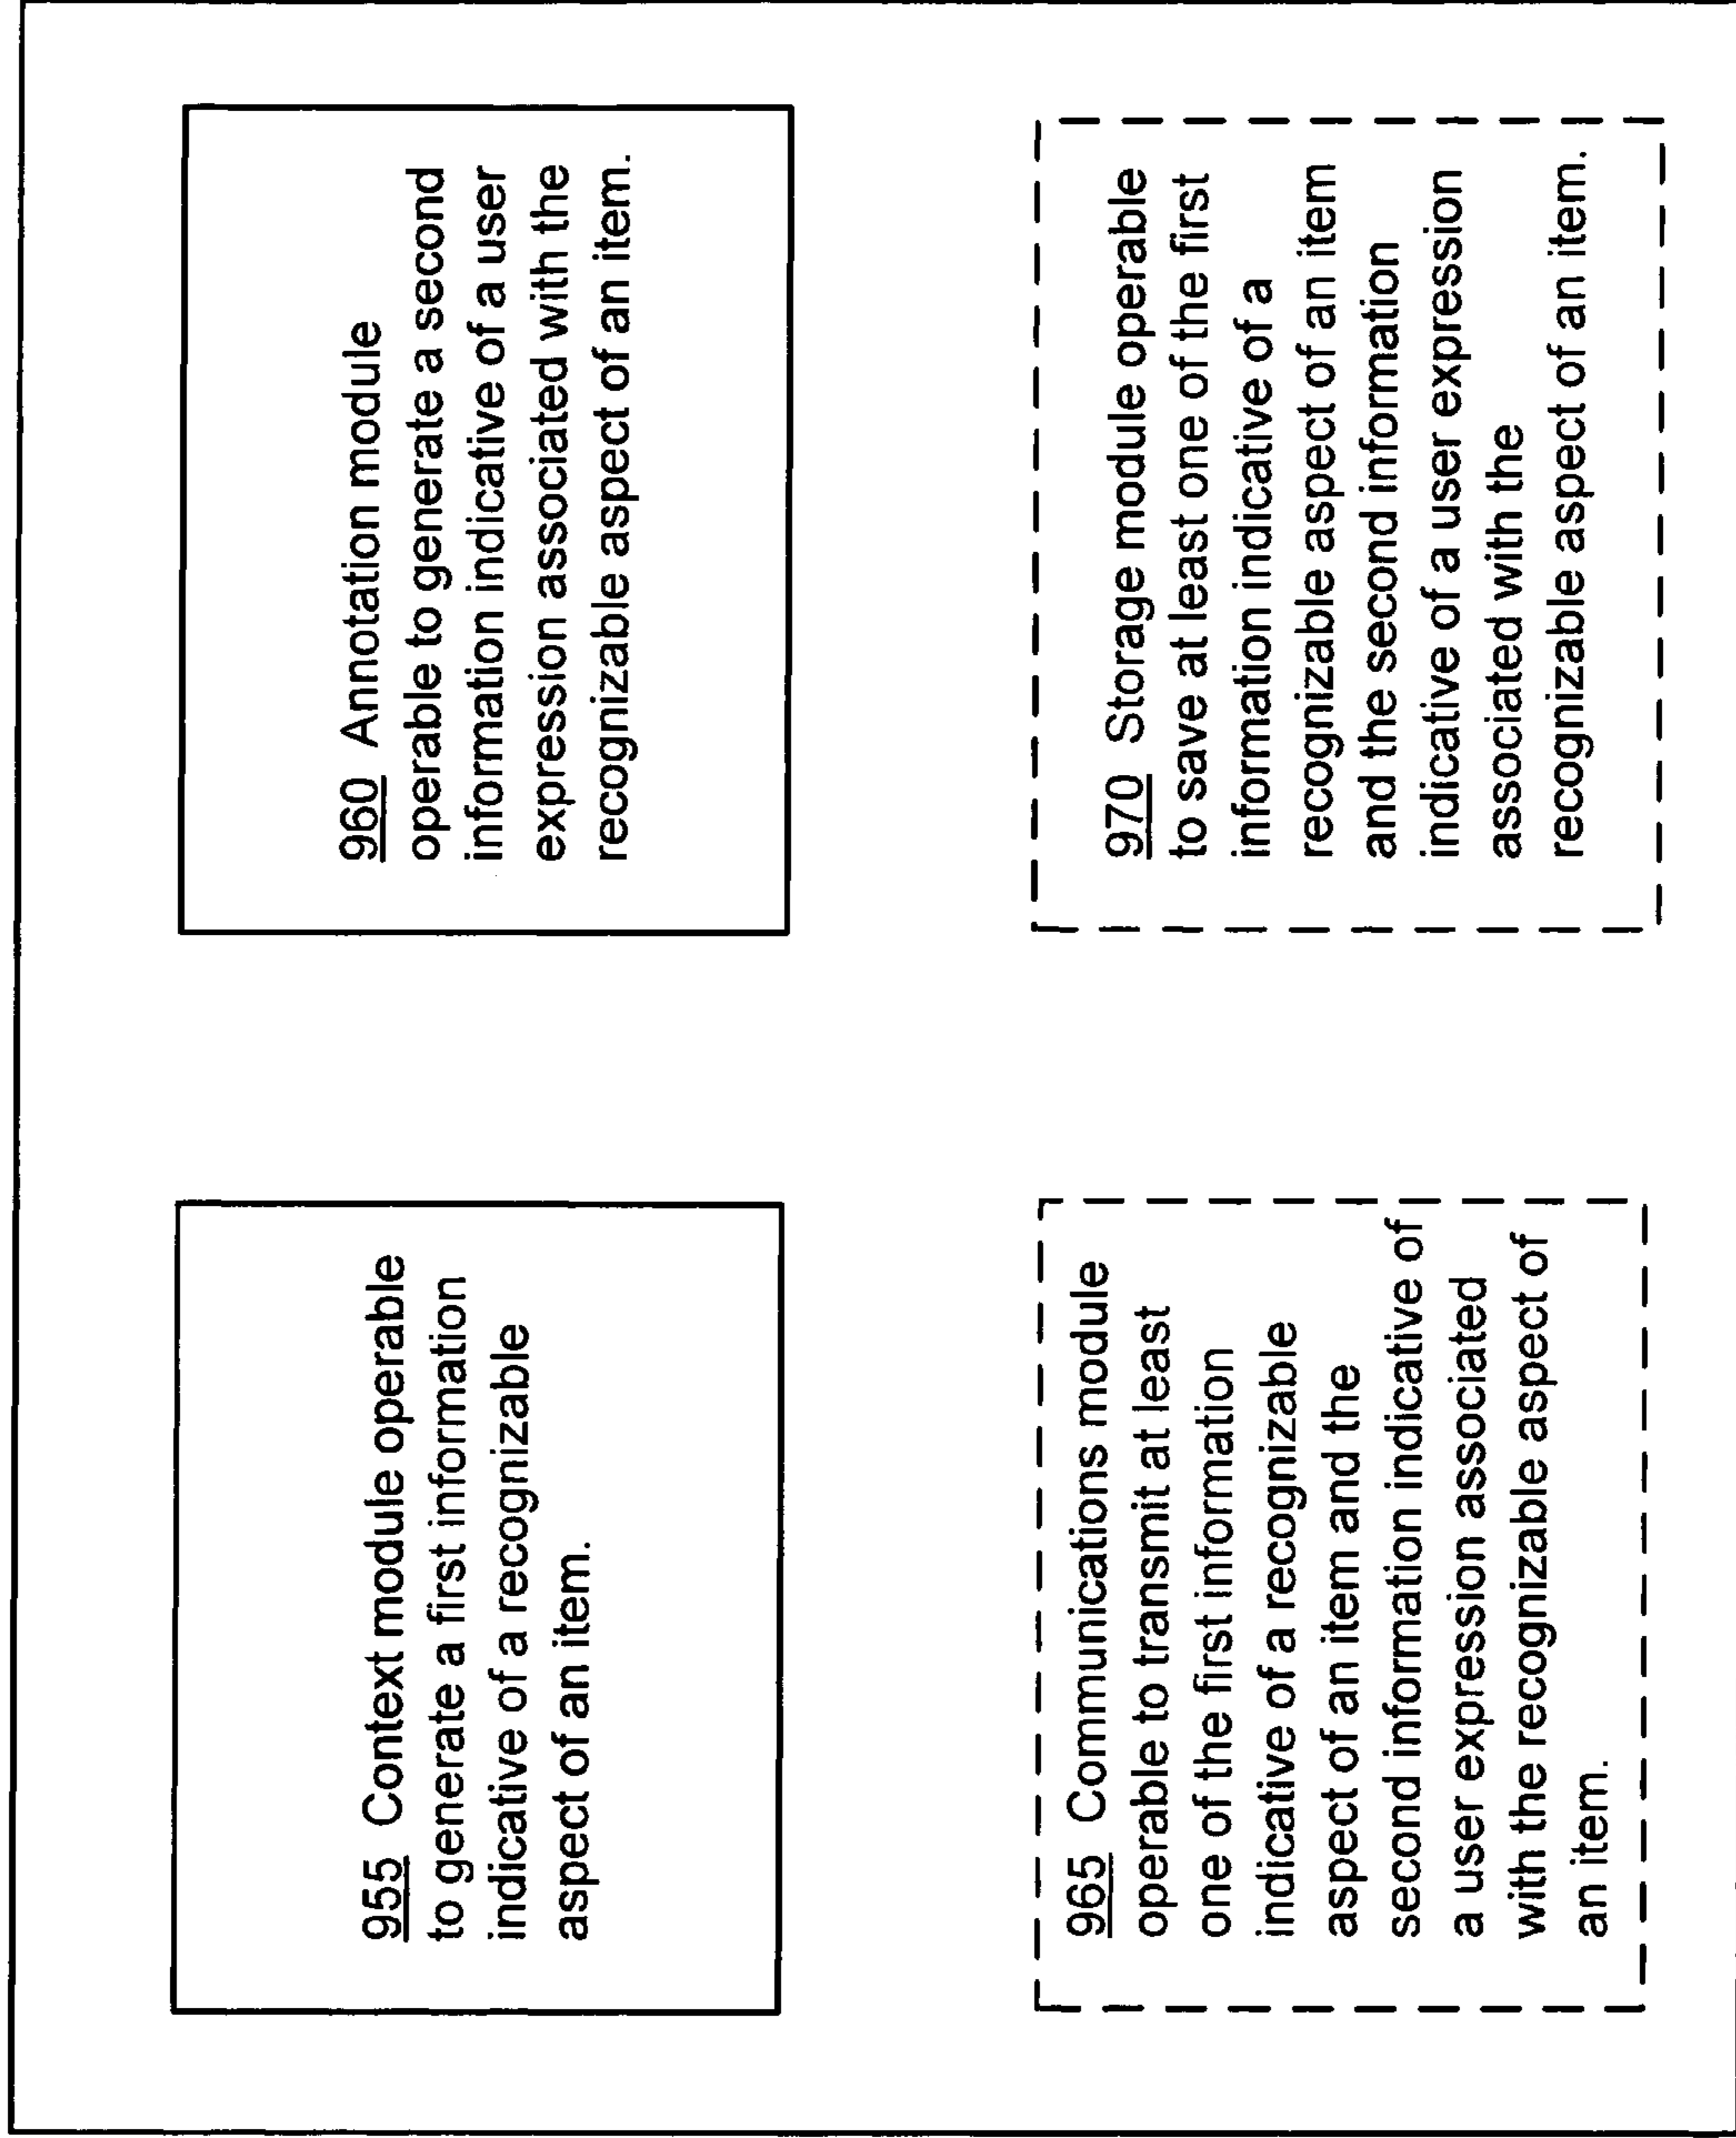 955 Context module operable
to generate a first information
indicative of a recognizable
aspect of an item.
960 Annotation module
operable to generate a second
information indicative of a user
expression associated with the
recognizable aspect of an item.
965 Communications module
operable to transmit at least
one of the first information
indicative of a recognizable
aspect of an item and the
second information indicative of
a user expression associated
with the recognizable aspect of
an item.
970 Storage module operable
to save at least one of the first
information indicative of a
recognizable aspect of an item
and the second information
indicative of a user expression
associated with the
recognizable aspect of an item.